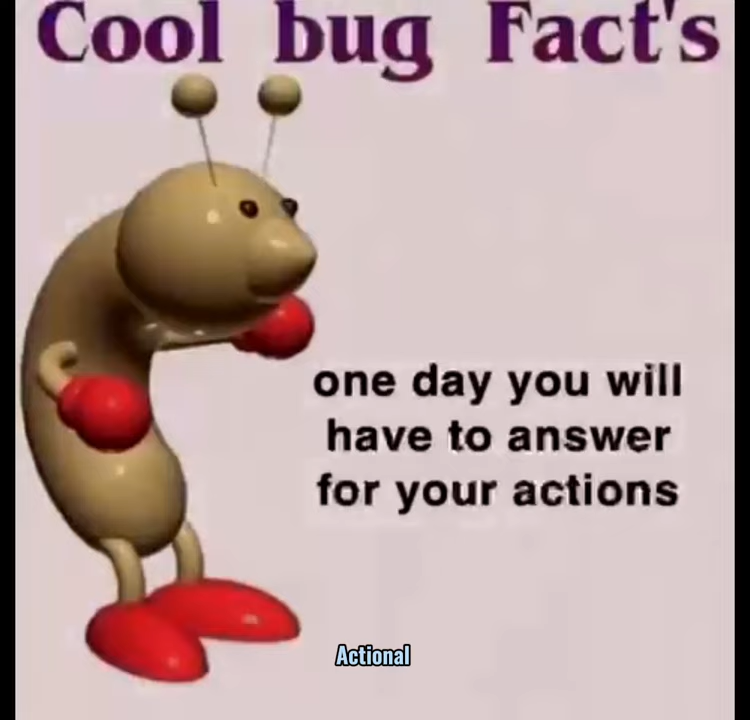 Cool bug Fact's
one day you will
have to answer
for your actions
Actional